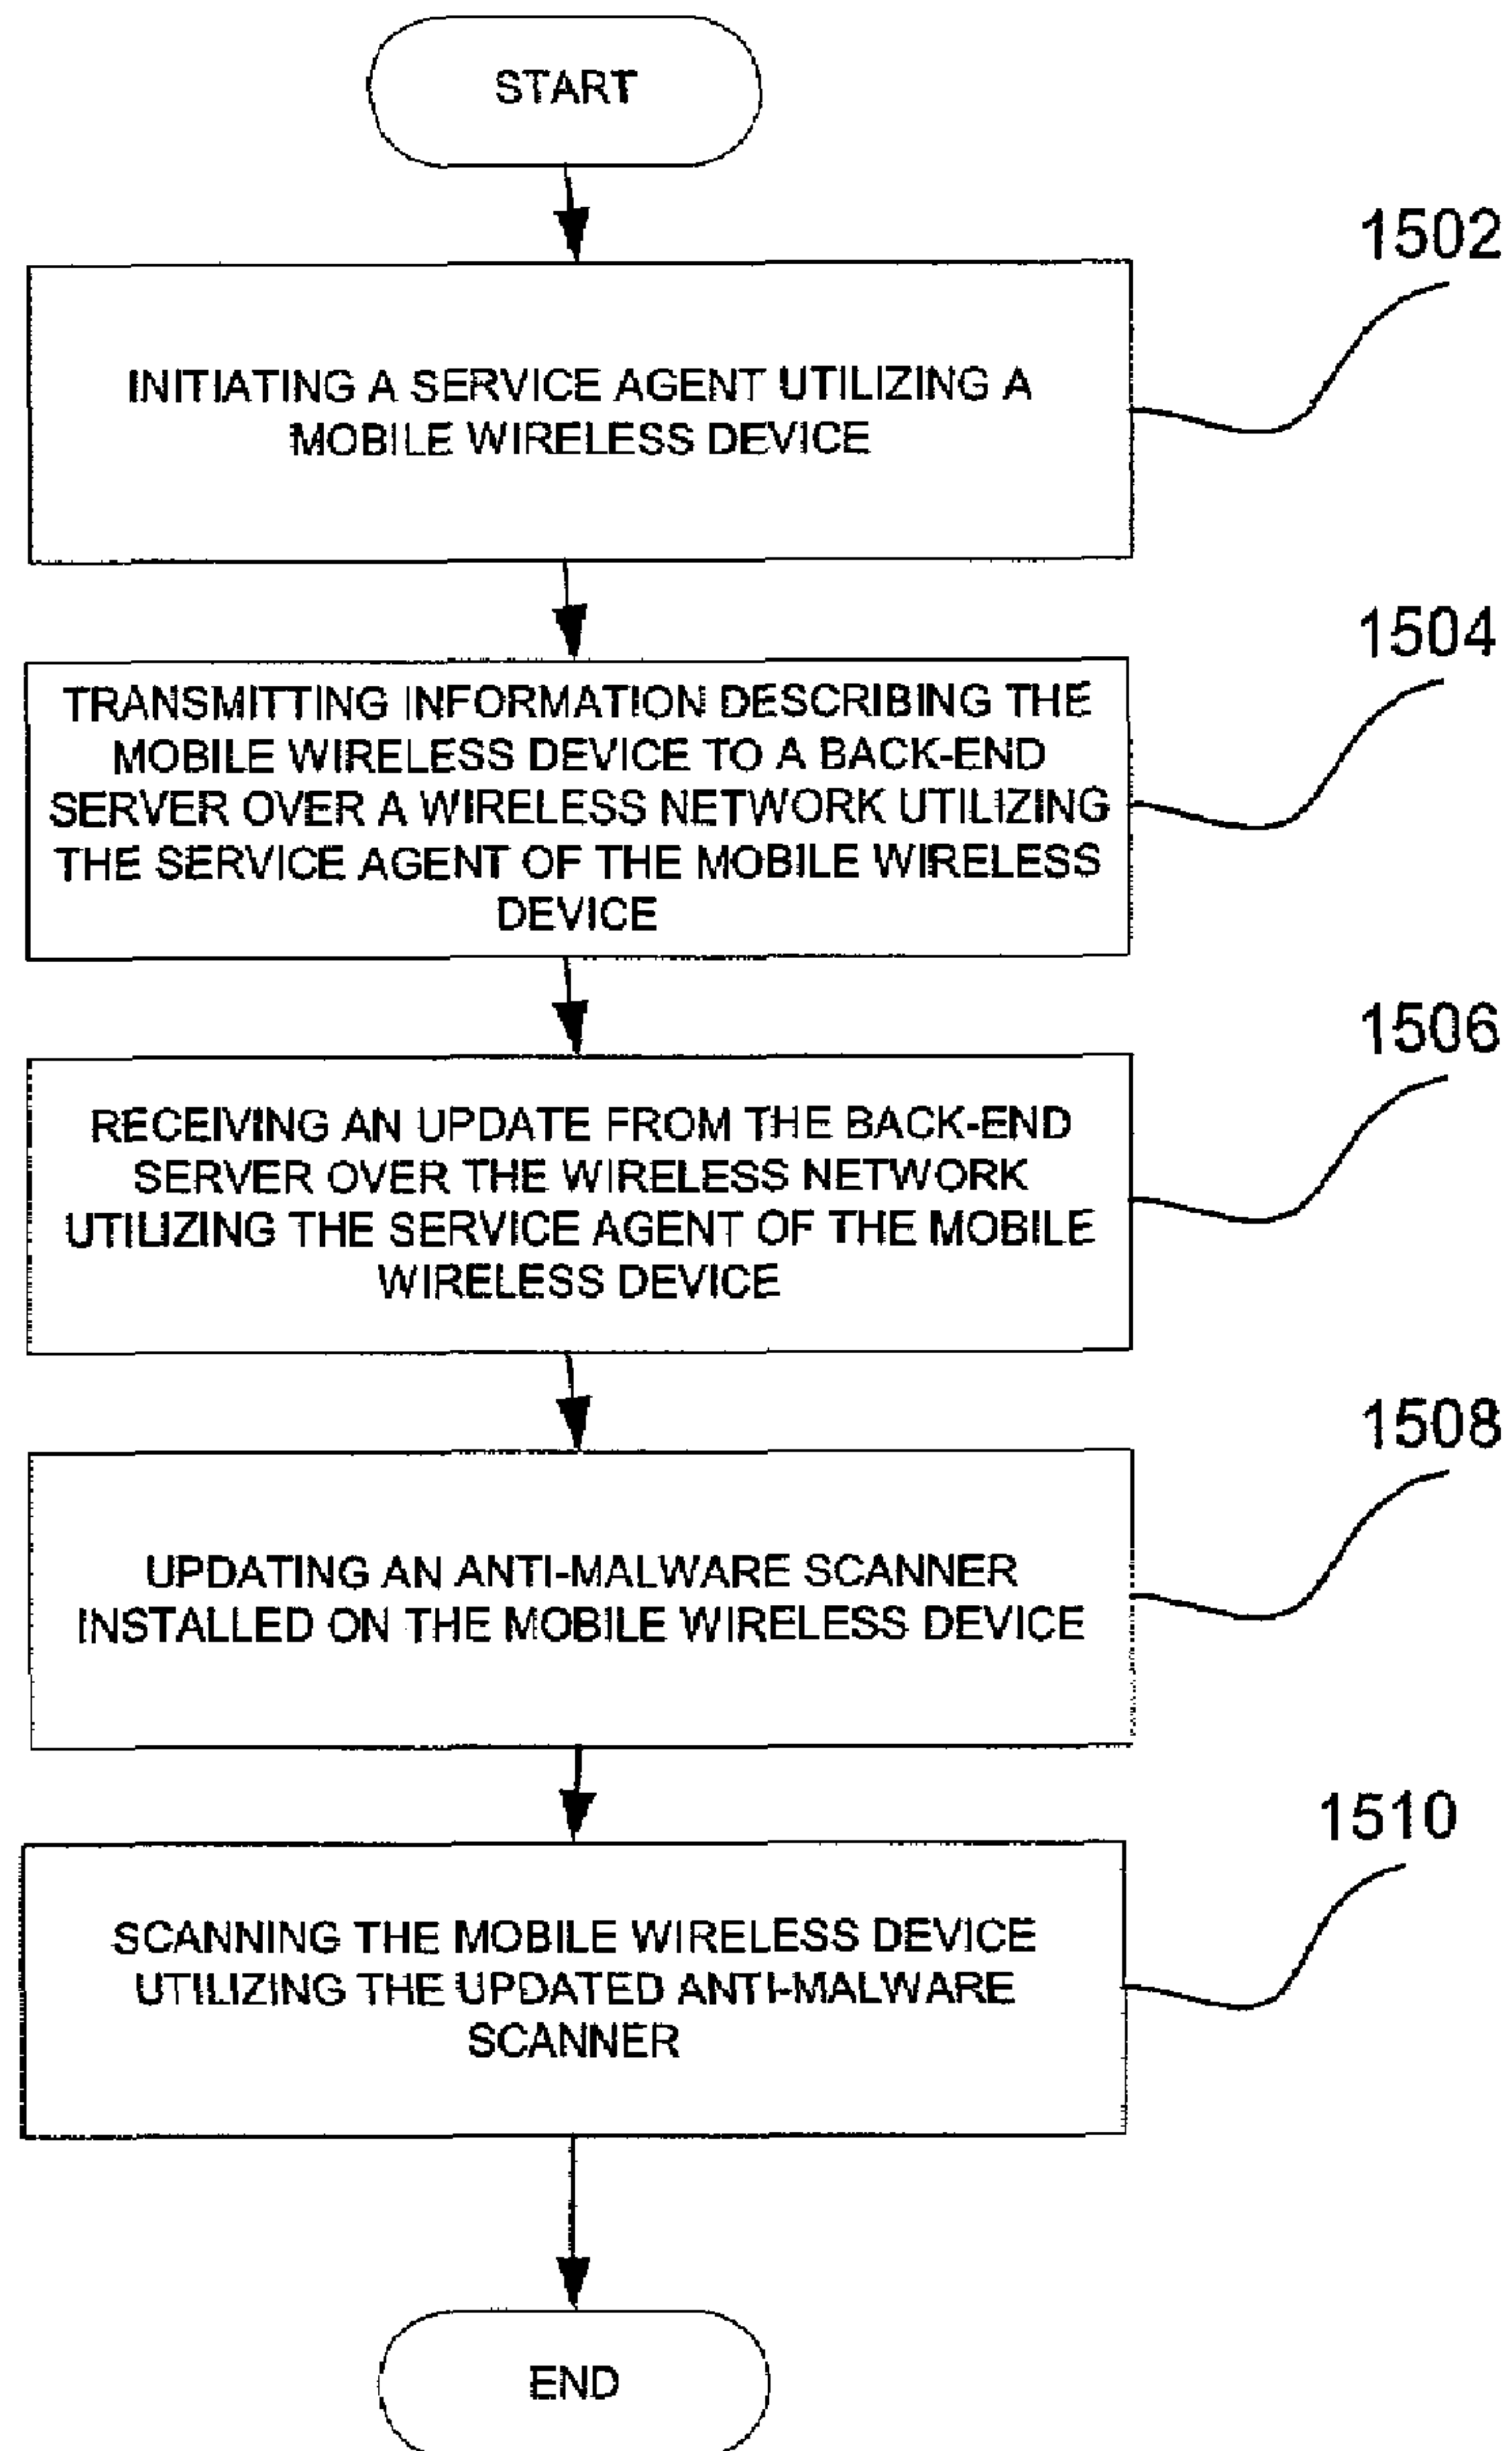 START
1502
INITIATING A SERVICE AGENT UTILIZING A
MOBILE WIRELESS DEVICE
1504
TRANSMITTING INFORMATION DESCRIBING THE
MOBILE WIRELESS DEVICE TO A BACK-END
SERVER OVER A WIRELESS NETWORK UTILIZING
THE SERVICE AGENT OF THE MOBILE WIRELESS
DEVICE
1506
RECEIVING AN UPDATE FROM THE BACK-END
SERVER OVER THE WIRELESS NETWORK
UTILIZING THE SERVICE AGENT OF THE MOBILE
WIRELESS DEVICE
1508
UPDATING AN ANTI-MALWARE SCANNER
INSTALLED ON THE MOBILE WIRELESS DEVICE
1510
SCANNING THE MOBILE WIRELESS DEVICE
UTILIZING THE UPDATED ANTI-MALWARE
SCANNER
END